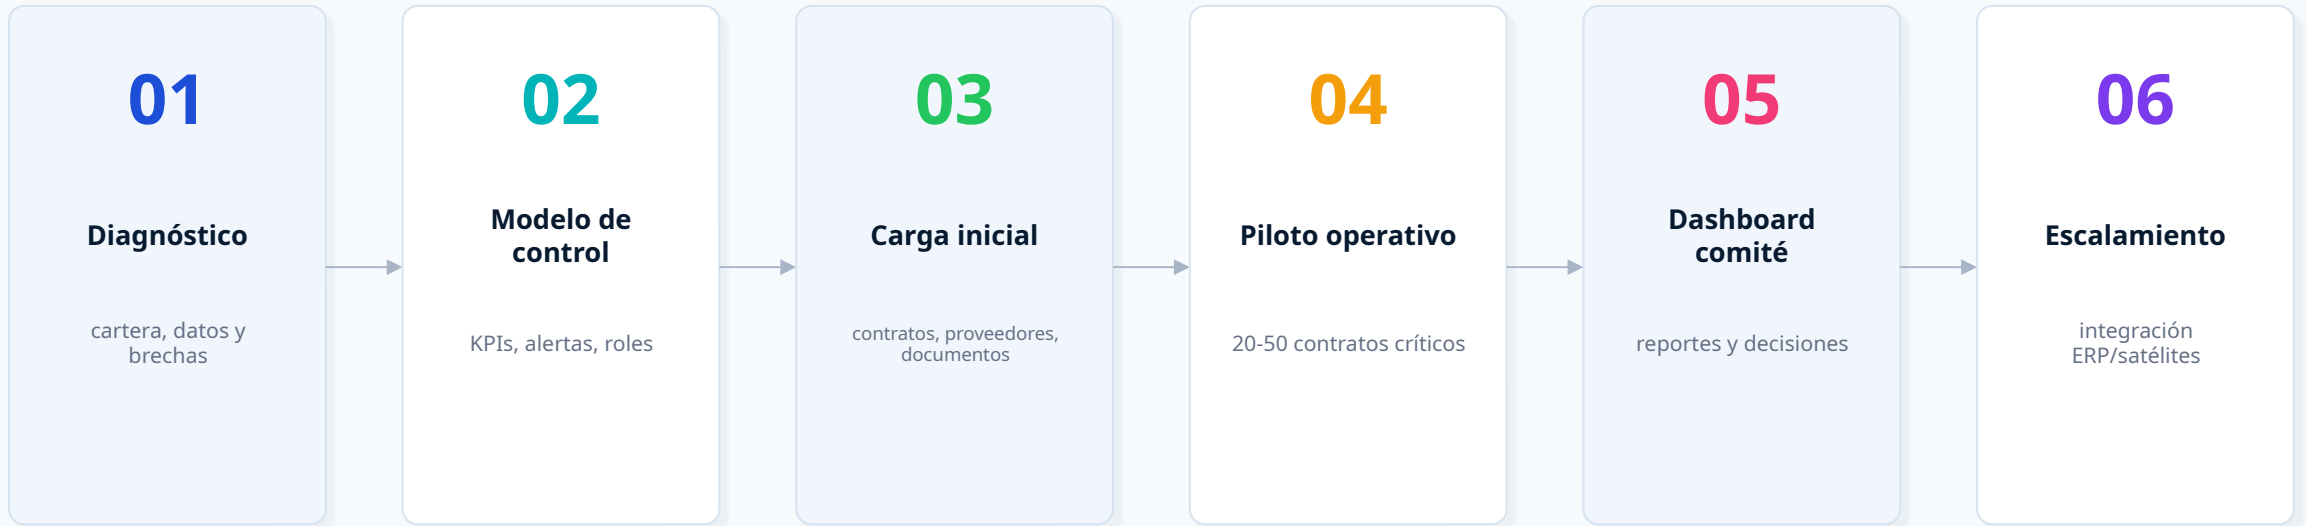 01
Diagnóstico
cartera, datos y
brechas
02
Modelo de
control
KPIs, alertas, roles
03
Carga inicial
contratos, proveedores,
documentos
04
Piloto operativo
20-50 contratos críticos
05
Dashboard
comité
reportes y decisiones
06
Escalamiento
integración
ERP/satélites